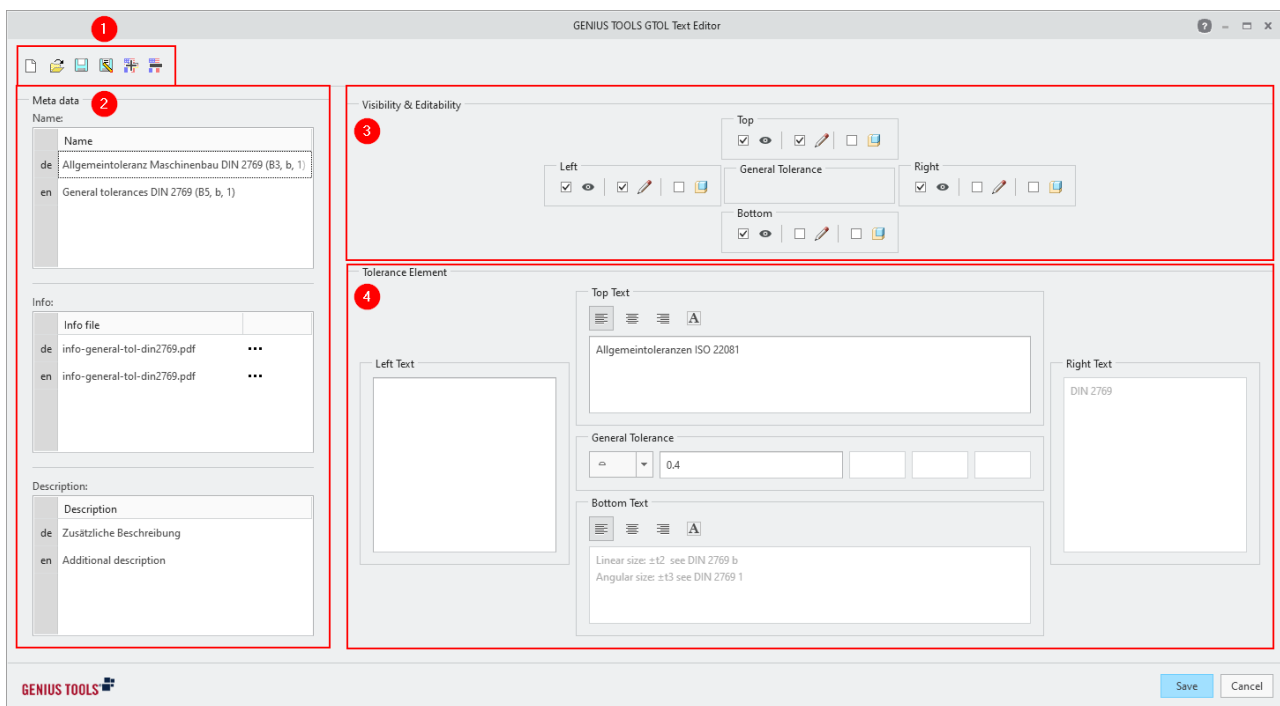 GENIUS TOOLS GTOL Text Editor
1
2
Meta data
Name:
Name
de Allgemeintoleranz Maschinenbau DIN 2769 (B3, b, 1)
en General tolerances DIN 2769 (B5, b, 1)
Info:
Info file
de info-general-tol-din2769.pdf ...
en info-general-tol-din2769.pdf ...
Description:
Description
de Zusätzliche Beschreibung
en Additional description
3
Visibility & Editability
Top
Left
General Tolerance
Right
Bottom
4
Tolerance Element
Left Text
Top Text
A
Allgemeintoleranzen ISO 22081
General Tolerance
0.4
Bottom Text
A
Linear size: ±t2 see DIN 2769 b
Angular size: ±t3 see DIN 2769 1
Right Text
DIN 2769
GENIUS TOOLS
Save Cancel